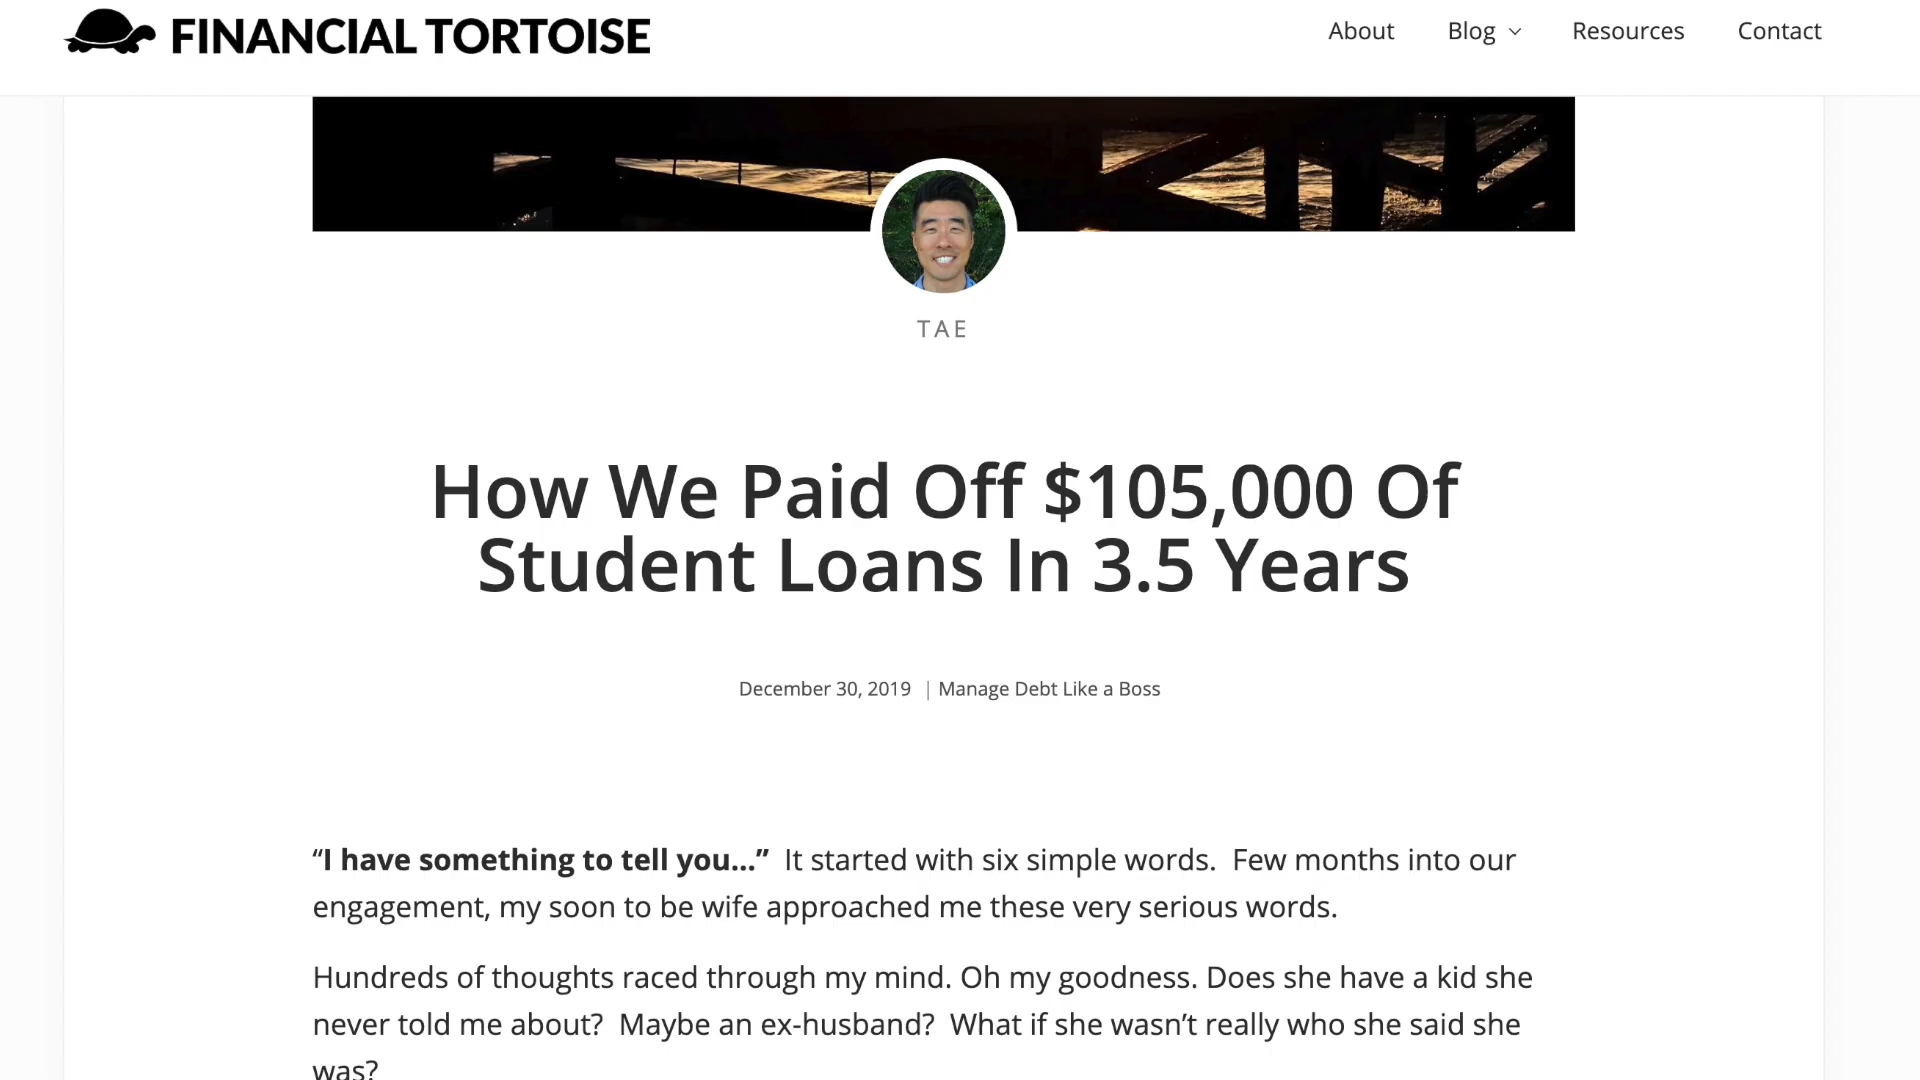 FINANCIAL TORTOISE
About Blog Resources Contact
TAE
How We Paid Off $105,000 Of
Student Loans In 3.5 Years
December 30, 2019 | Manage Debt Like a Boss
“I have something to tell you…” It started with six simple words. Few months into our
engagement, my soon to be wife approached me these very serious words.
Hundreds of thoughts raced through my mind. Oh my goodness. Does she have a kid she
never told me about? Maybe an ex-husband? What if she wasn’t really who she said she
was?